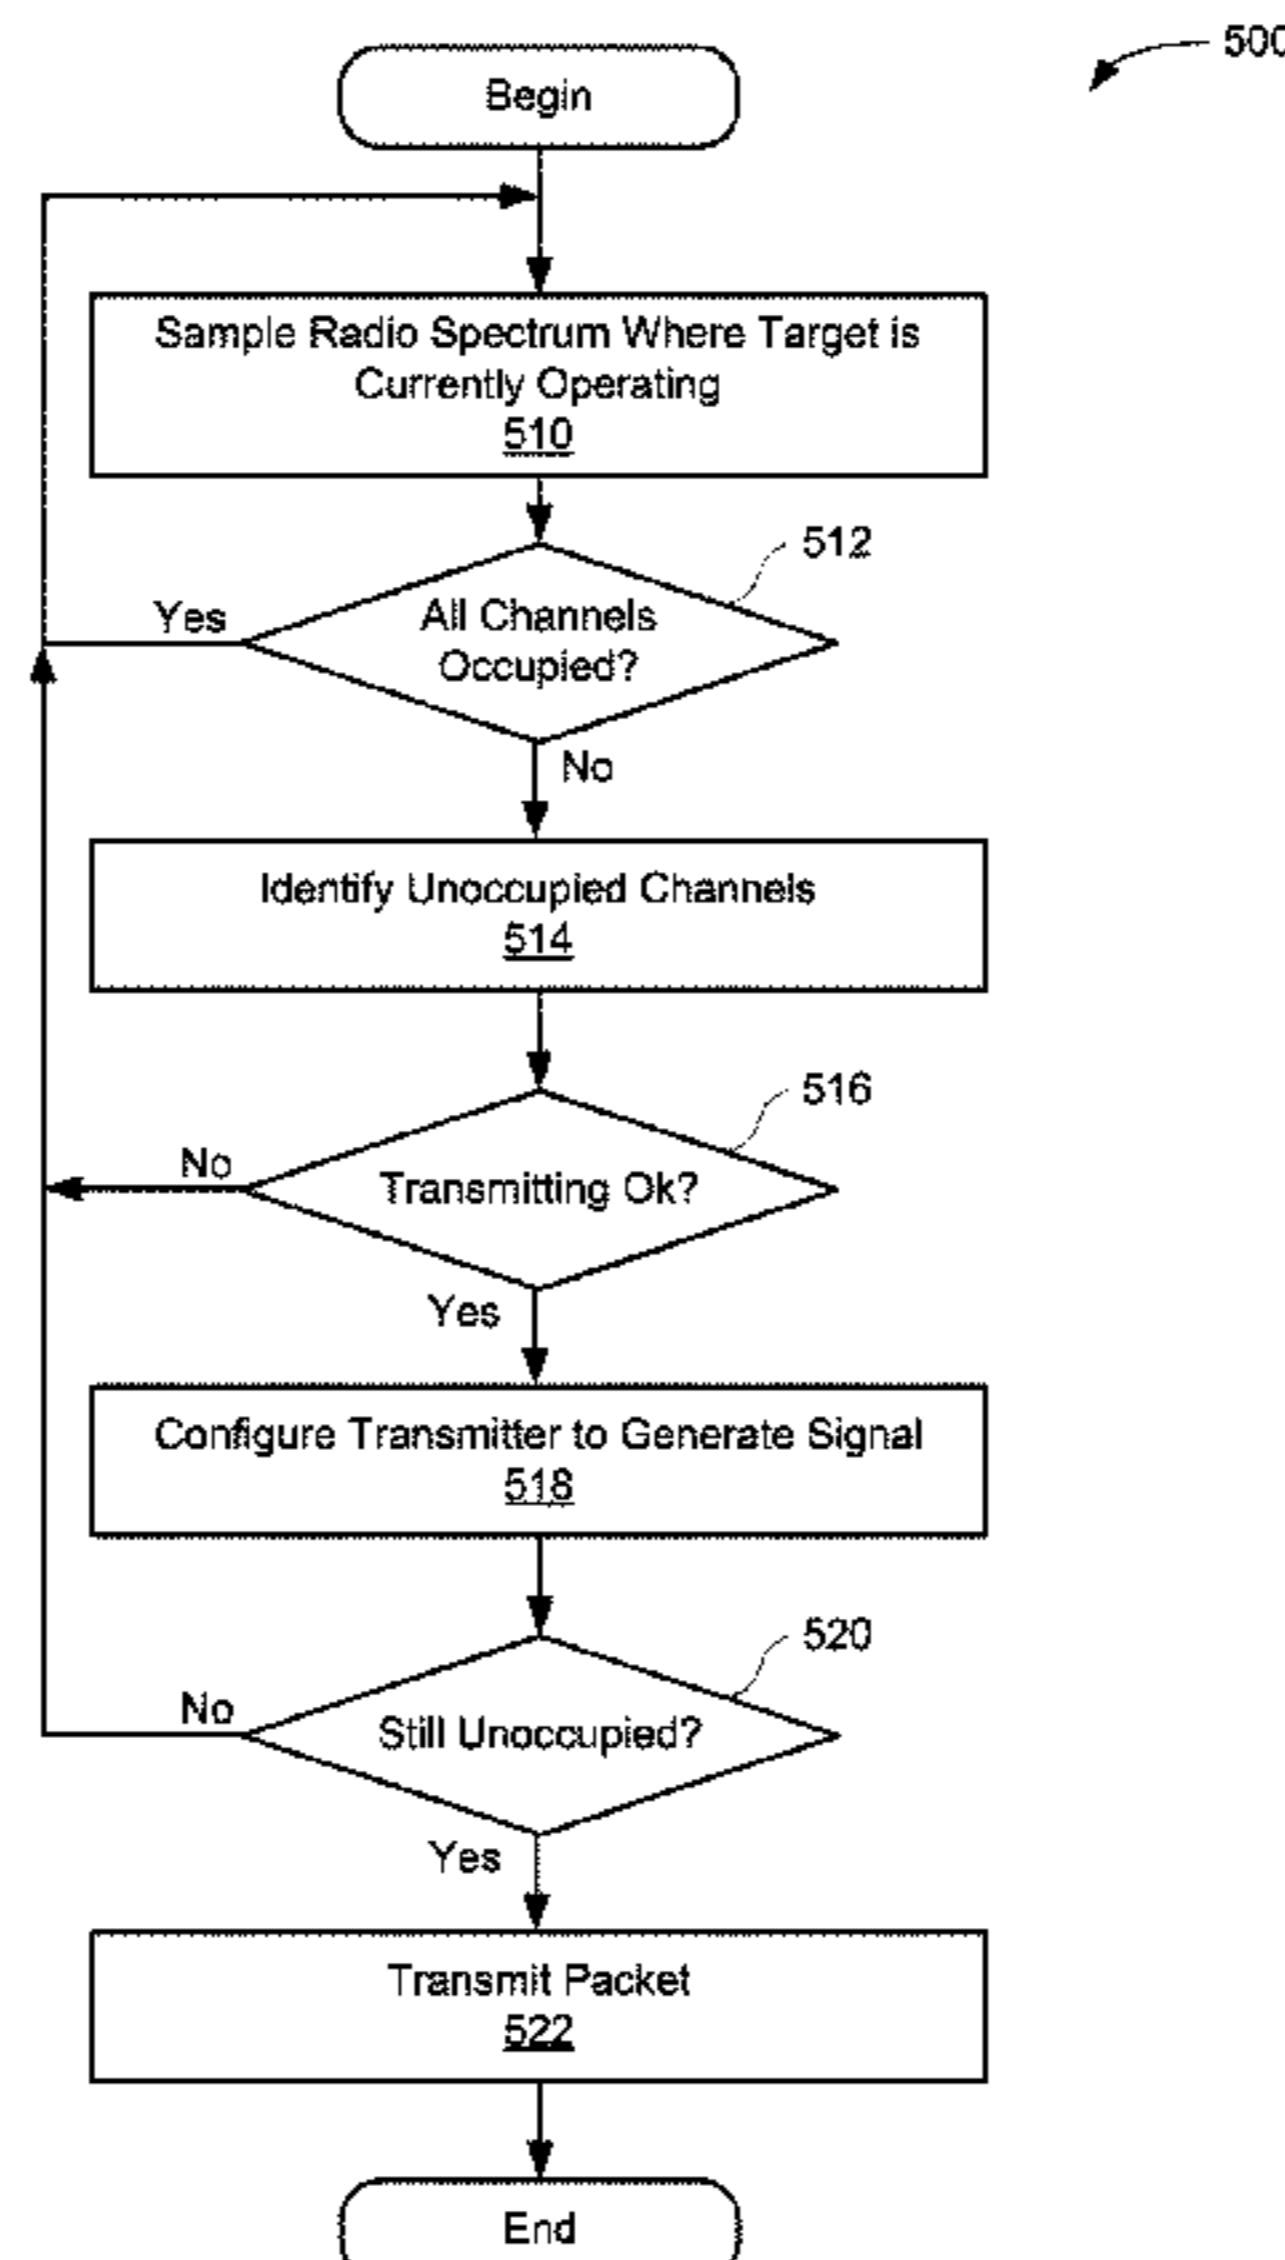 500
Begin
Sample Radio Spectrum Where Target is
Currently Operating
510
512
Yes
All Channels
Occupied?
No
Identify Unoccupied Channels
514
516
No
Transmitting Ok?
Yes
Configure Transmitter to Generate Signal
518
520
No
Still Unoccupied?
Yes
Transmit Packet
522
End